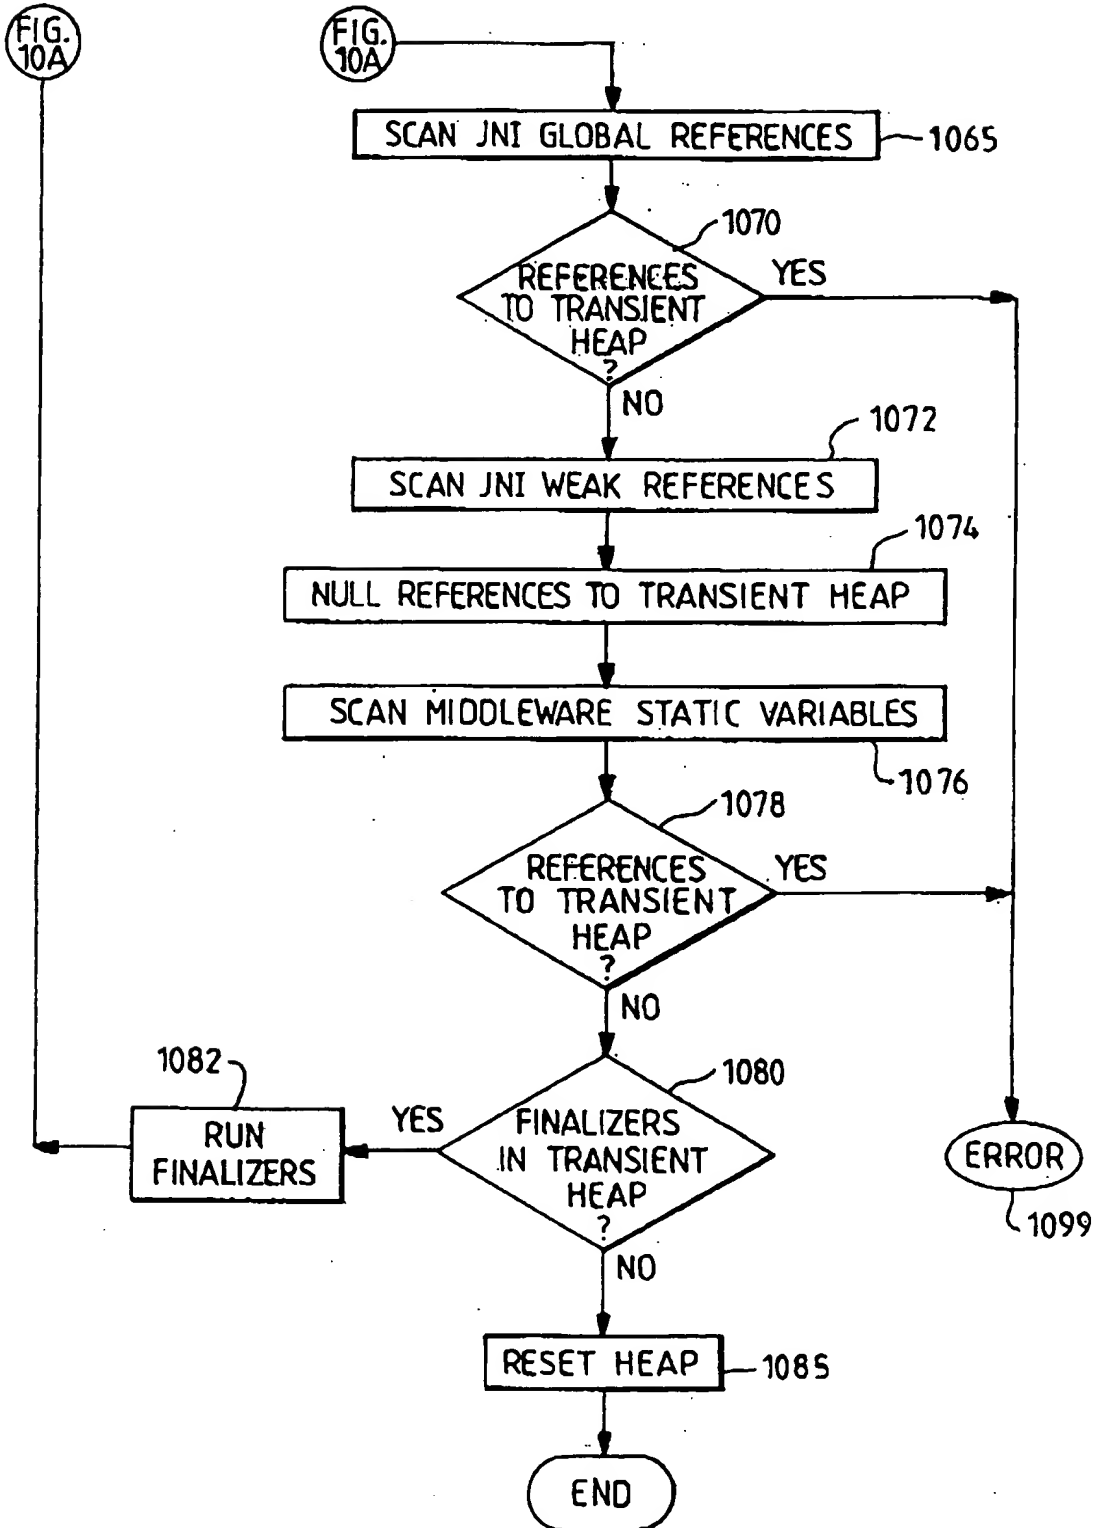 FIG.
10A
FIG.
10A
SCAN JNI GLOBAL REFERENCES
1065
1070
REFERENCES
TO TRANSIENT
HEAP
?
YES
NO
1072
SCAN JNI WEAK REFERENCES
1074
NULL REFERENCES TO TRANSIENT HEAP
SCAN MIDDLEWARE STATIC VARIABLES
1076
1078
REFERENCES
TO TRANSIENT
HEAP
?
YES
NO
1082
1080
RUN
FINALIZERS
YES
FINALIZERS
IN TRANSIENT
HEAP
?
ERROR
1099
NO
RESET HEAP
1085
END